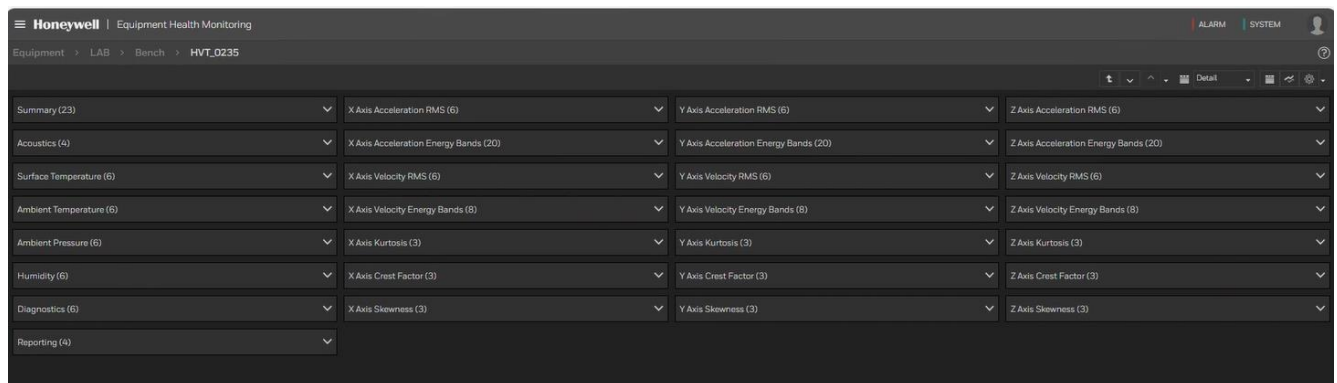 Honeywell | Equipment Health Monitoring
ALARM
SYSTEM
Equipment > LAB > Bench > HVT_0235
Detail
Summary (23)
X Axis Acceleration RMS (6)
Y Axis Acceleration RMS (6)
Z Axis Acceleration RMS (6)
Acoustics (4)
X Axis Acceleration Energy Bands (20)
Y Axis Acceleration Energy Bands (20)
Z Axis Acceleration Energy Bands (20)
Surface Temperature (6)
X Axis Velocity RMS (6)
Y Axis Velocity RMS (6)
Z Axis Velocity RMS (6)
Ambient Temperature (6)
X Axis Velocity Energy Bands (8)
Y Axis Velocity Energy Bands (8)
Z Axis Velocity Energy Bands (8)
Ambient Pressure (6)
X Axis Kurtosis (3)
Y Axis Kurtosis (3)
Z Axis Kurtosis (3)
Humidity (6)
X Axis Crest Factor (3)
Y Axis Crest Factor (3)
Z Axis Crest Factor (3)
Diagnostics (6)
X Axis Skewness (3)
Y Axis Skewness (3)
Z Axis Skewness (3)
Reporting (4)